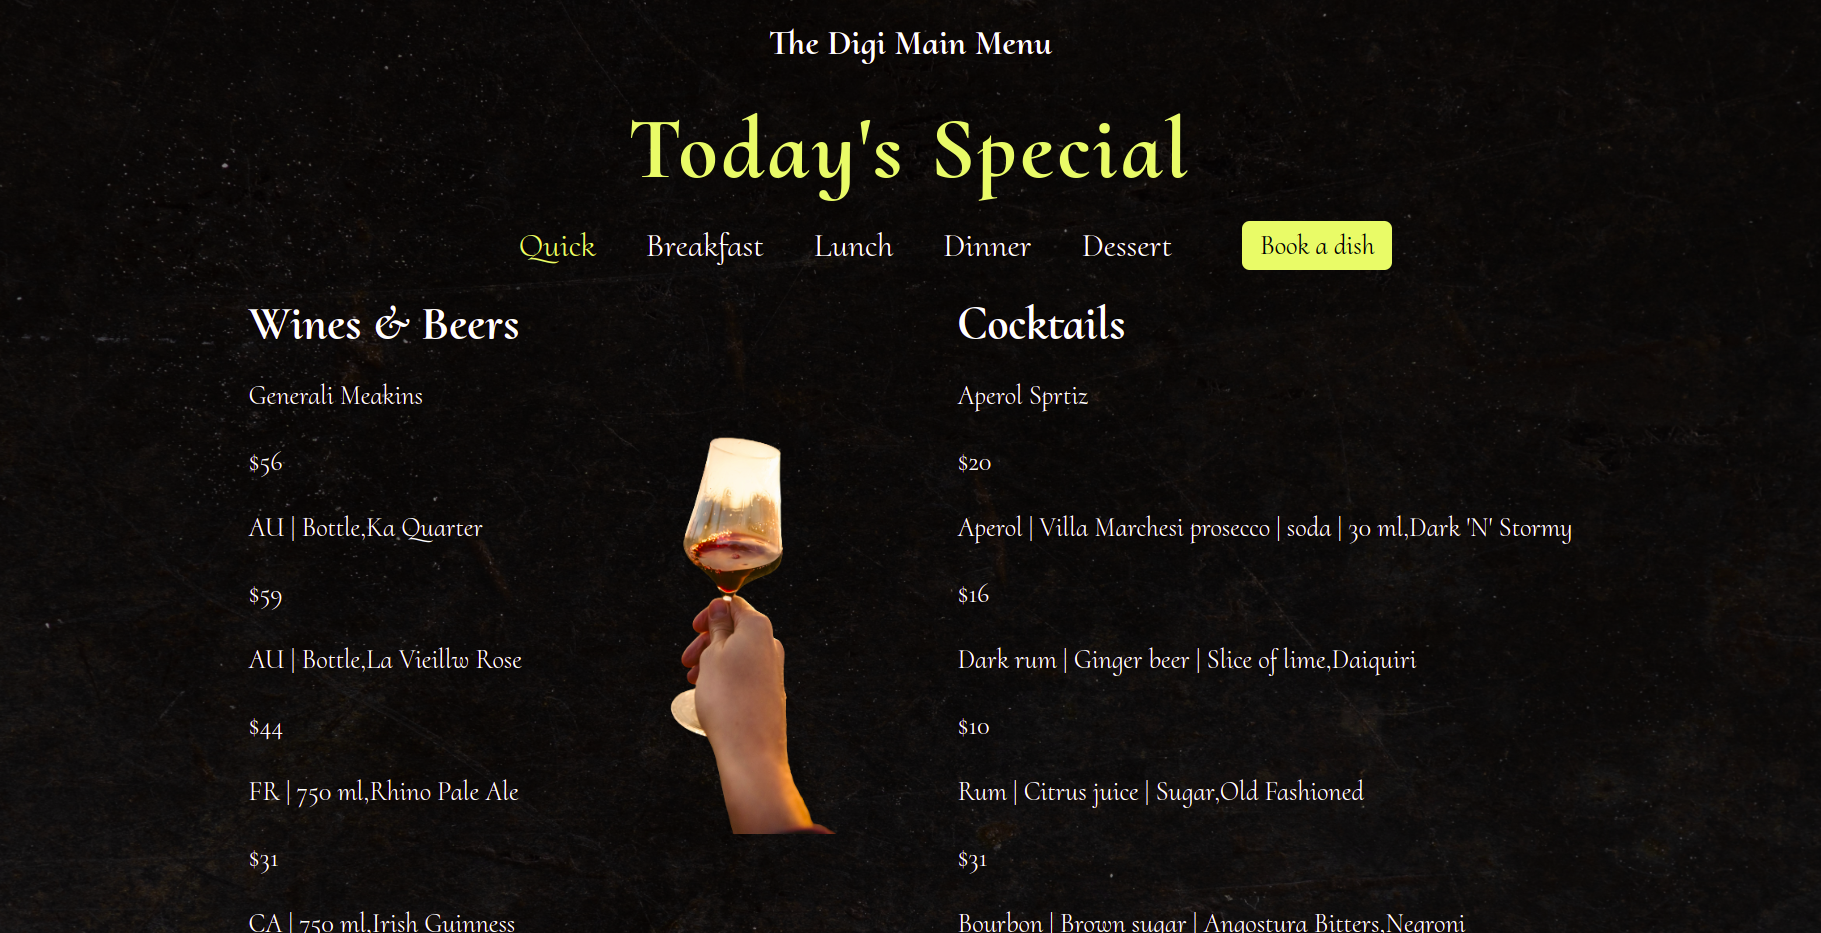 The Digi Main Menu
Today's Special
Quick Breakfast Lunch Dinner Dessert Book a dish
Wines & Beers
Generali Meakins
$56
AU | Bottle,Ka Quarter
$59
AU | Bottle,La Vieillw Rose
$44
FR | 750 ml,Rhino Pale Ale
$31
CA | 750 ml,Irish Guinness
Cocktails
Aperol Sprtiz
$20
Aperol | Villa Marchesi prosecco | soda | 30 ml,Dark 'N' Stormy
$16
Dark rum | Ginger beer | Slice of lime,Daiquiri
$10
Rum | Citrus juice | Sugar,Old Fashioned
$31
Bourbon | Brown sugar | Angostura Bitters,Negroni